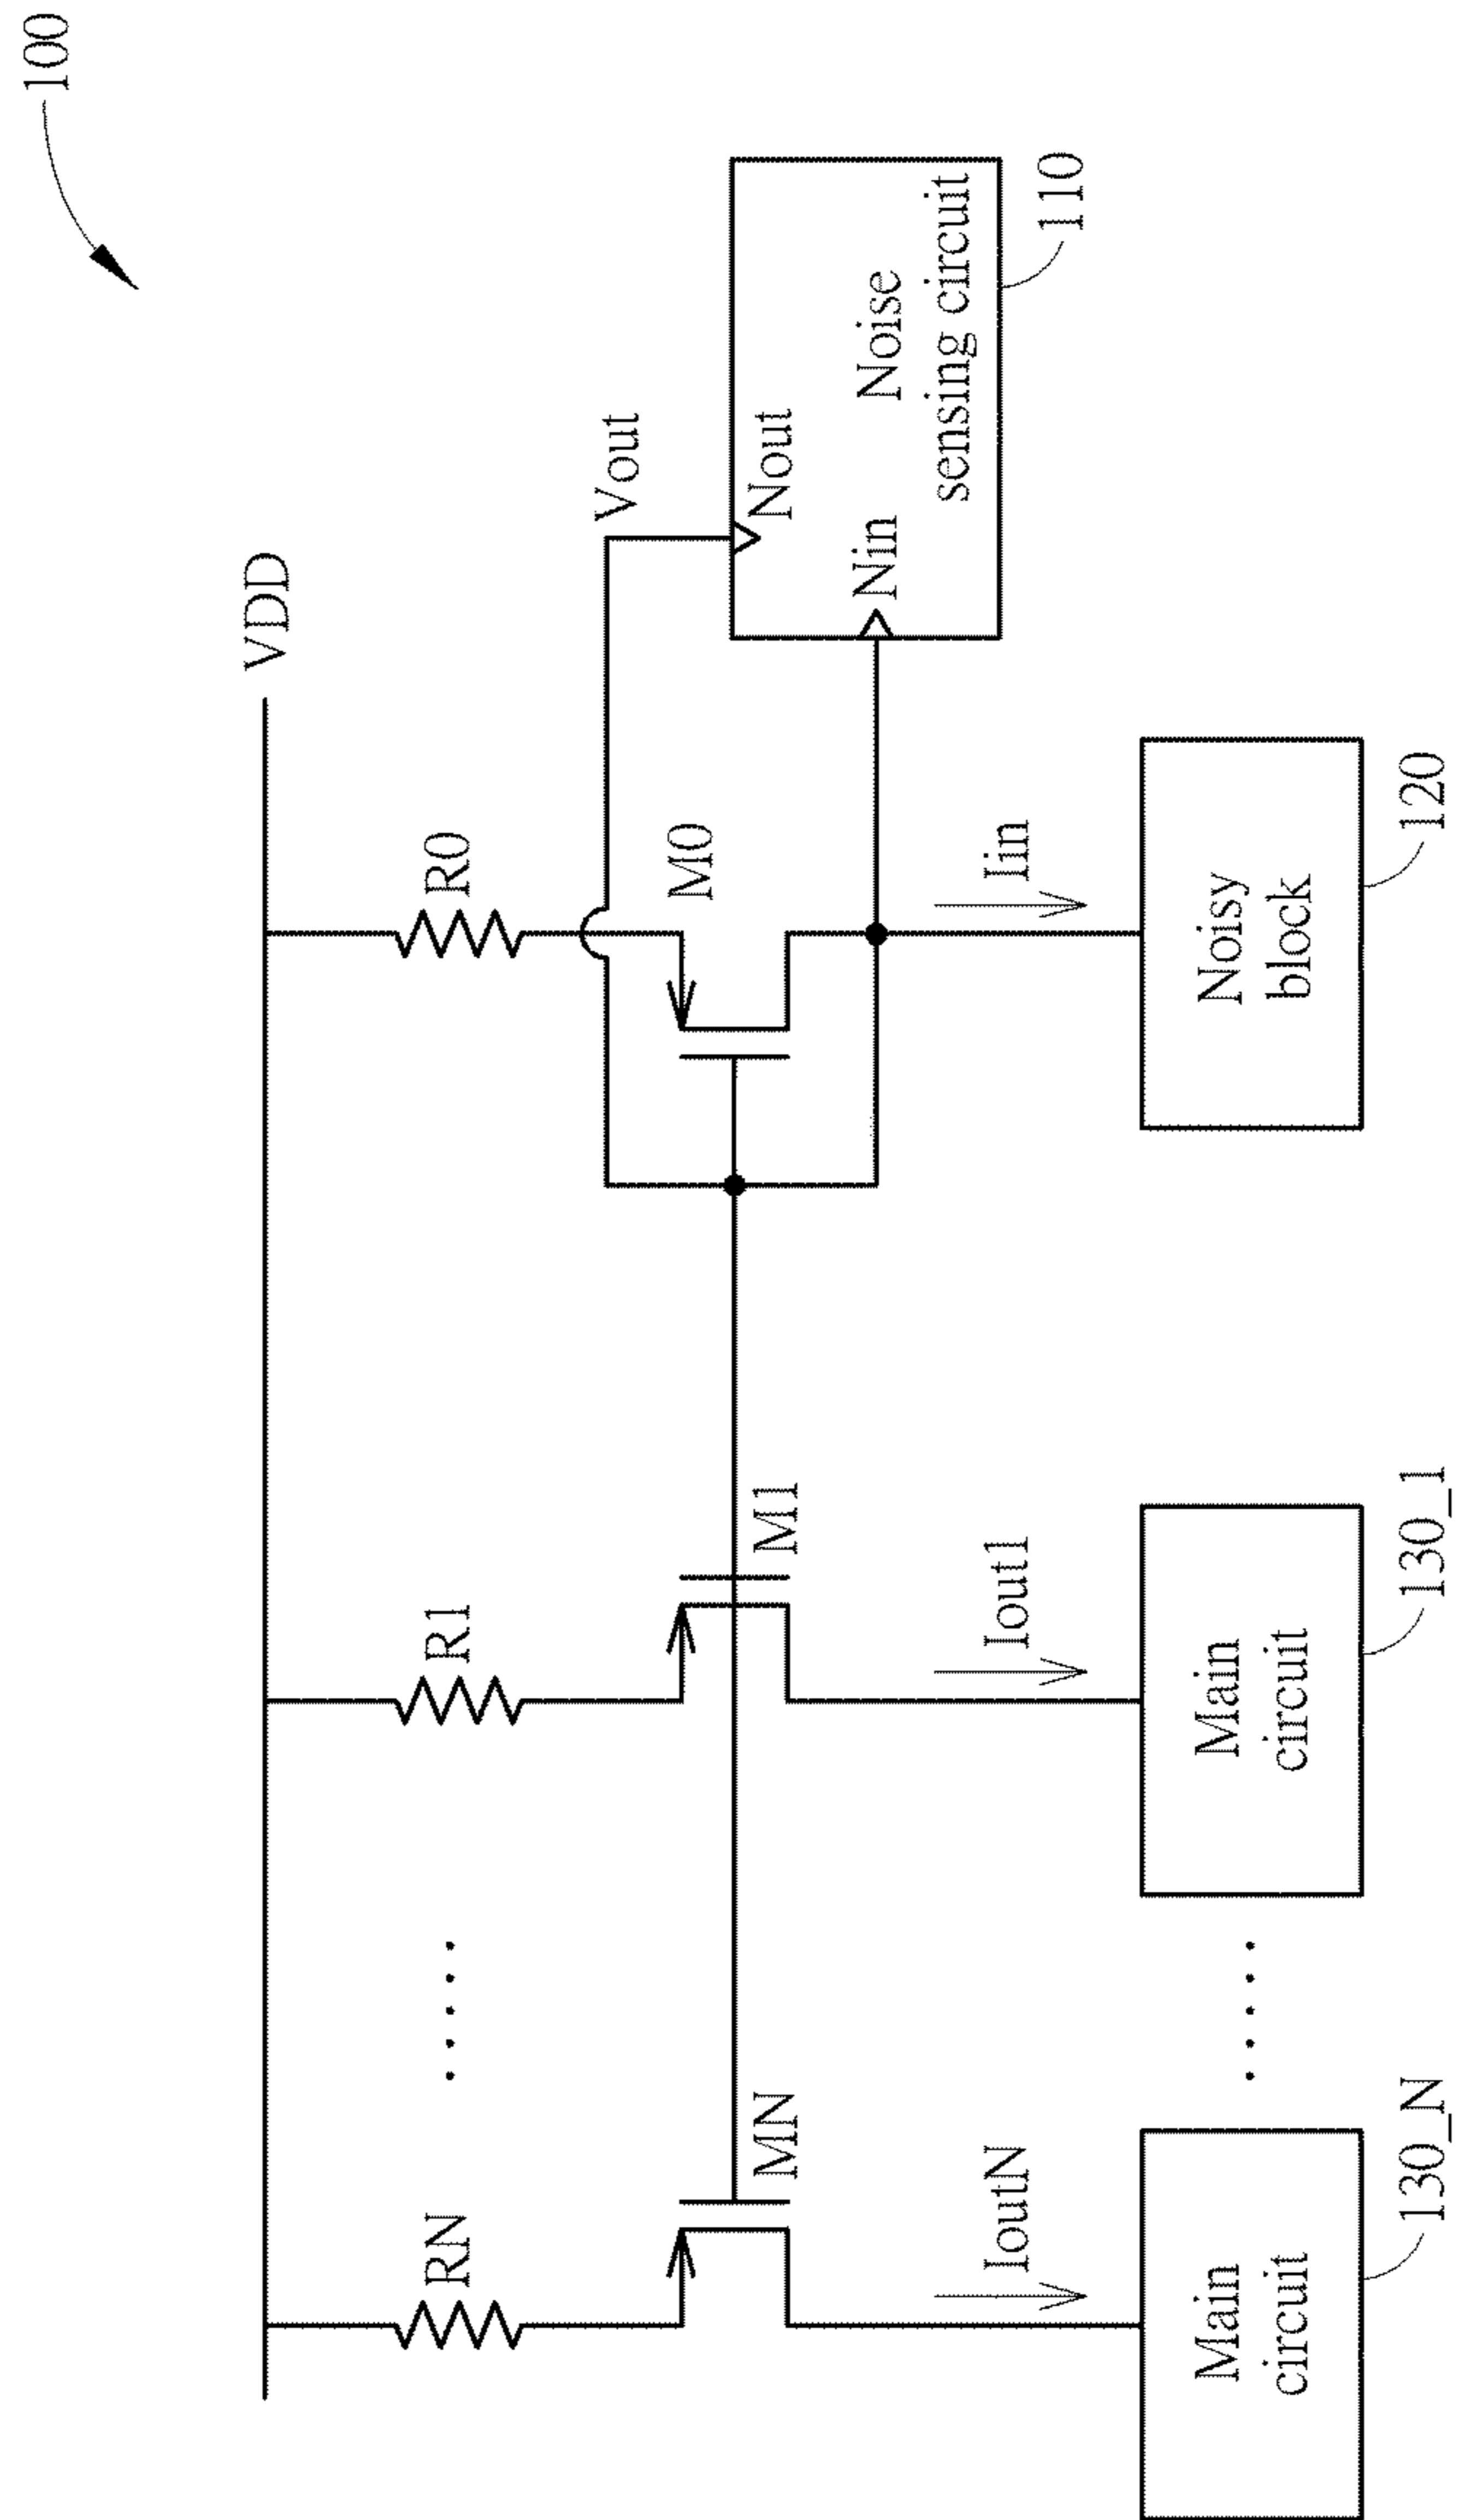 100
VDD
RN
R1
R0
Vout
MN
M1
M0
Nout
Nin
Noise
sensing circuit
110
IoutN
Iout1
Iin
Main
circuit
130_N
Main
circuit
130_1
Noisy
block
120